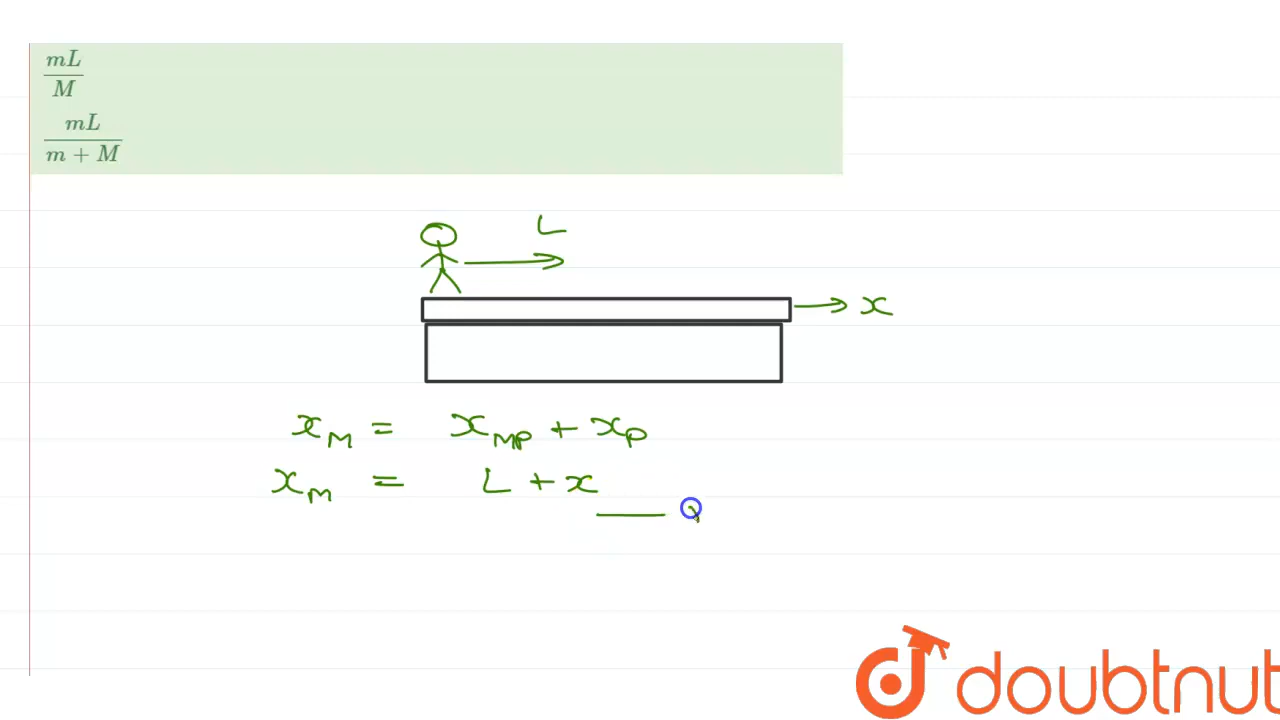 mL
M
mL
m + M
L
x
x_M = x_MP + x_P
x_M = L + x
doubtnut